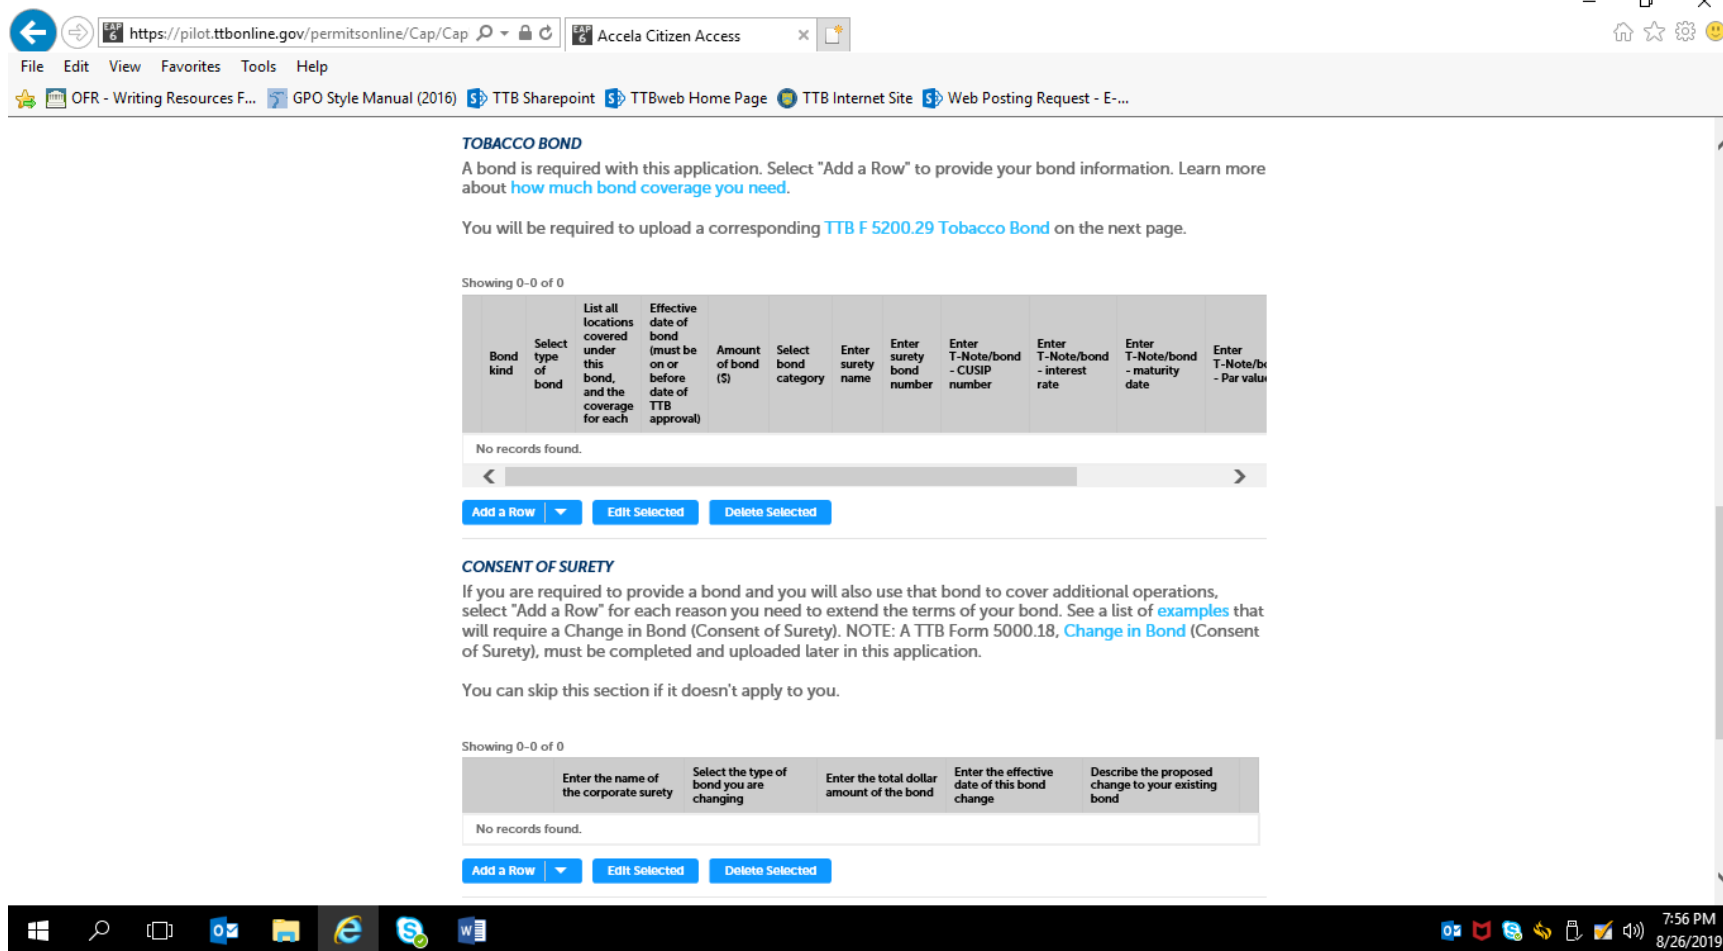 https://pilot.ttbonline.gov/permitsonline/Cap/Cap
EAP 6 Accela Citizen Access
File Edit View Favorites Tools Help
OFR - Writing Resources F... GPO Style Manual (2016) TTB Sharepoint TTBweb Home Page TTB Internet Site Web Posting Request - E-...
TOBACCO BOND
A bond is required with this application. Select "Add a Row" to provide your bond information. Learn more
about how much bond coverage you need.
You will be required to upload a corresponding TTB F 5200.29 Tobacco Bond on the next page.
Showing 0-0 of 0
Bond
kind
Select
type
of
bond
List all
locations
covered
under
this
bond,
and the
coverage
for each
Effective
date of
bond
(must be
on or
before
date of
TTB
approval)
Amount
of bond
($)
Select
bond
category
Enter
surety
name
Enter
surety
bond
number
Enter
T-Note/bond
- CUSIP
number
Enter
T-Note/bond
- interest
rate
Enter
T-Note/bond
- maturity
date
Enter
T-Note/bo
- Par value
No records found.
Add a Row Edit Selected Delete Selected
CONSENT OF SURETY
If you are required to provide a bond and you will also use that bond to cover additional operations,
select "Add a Row" for each reason you need to extend the terms of your bond. See a list of examples that
will require a Change in Bond (Consent of Surety). NOTE: A TTB Form 5000.18, Change in Bond (Consent
of Surety), must be completed and uploaded later in this application.
You can skip this section if it doesn't apply to you.
Showing 0-0 of 0
Enter the name of
the corporate surety
Select the type of
bond you are
changing
Enter the total dollar
amount of the bond
Enter the effective
date of this bond
change
Describe the proposed
change to your existing
bond
No records found.
Add a Row Edit Selected Delete Selected
7:56 PM
8/26/2019